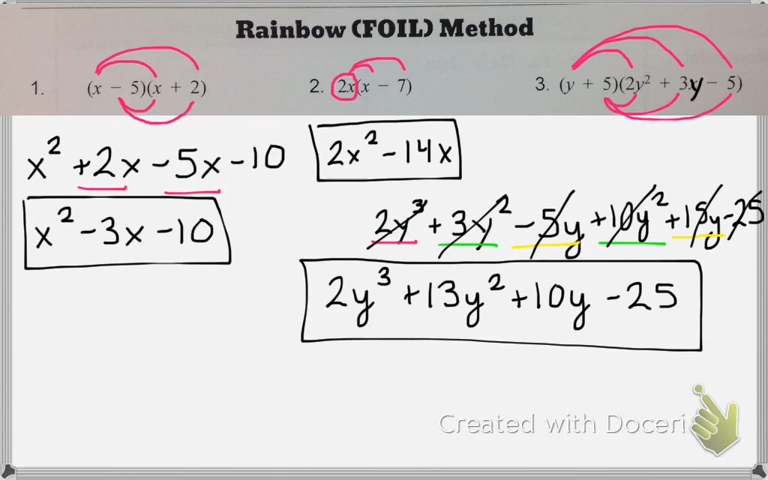 Rainbow (FOIL) Method
1. (x − 5)(x + 2)
2. 2x(x − 7)
3. (y + 5)(2y² + 3y − 5)
x² + 2x − 5x − 10
2x² − 14x
x² − 3x − 10
2y³ + 3y² − 5y + 10y² + 15y − 25
2y³ + 13y² + 10y − 25
Created with Doceri